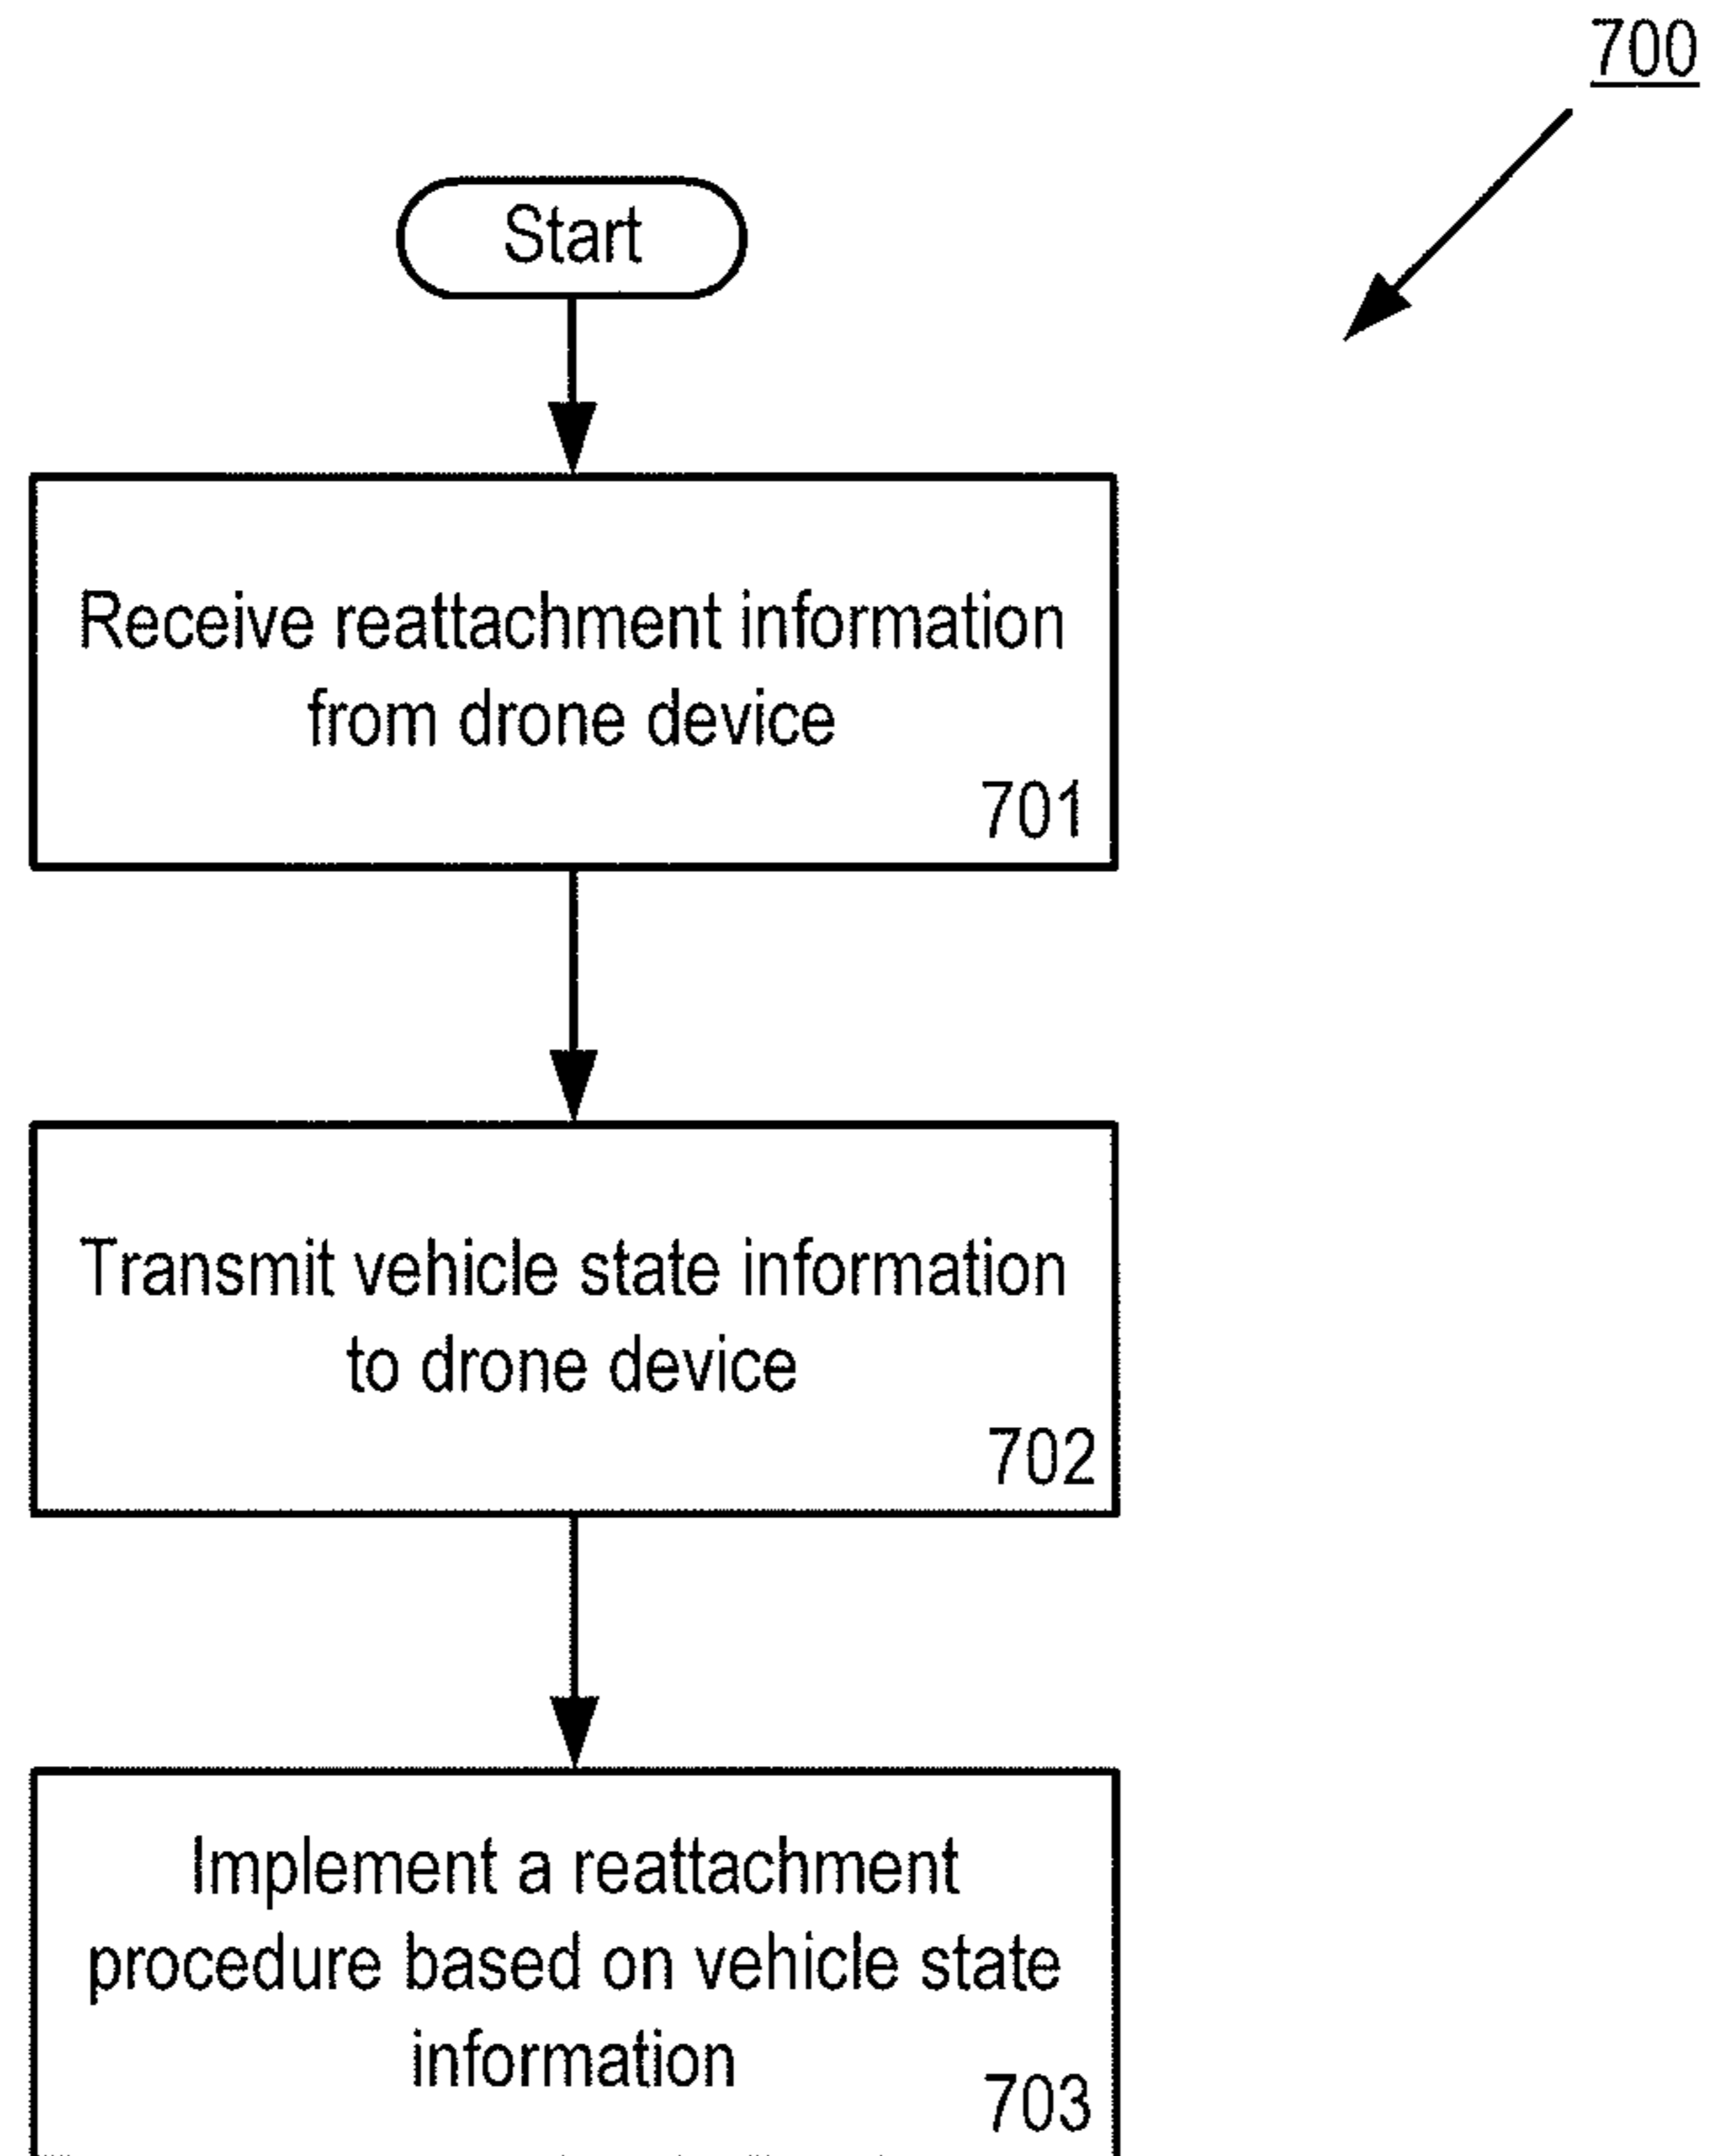 700
Start
Receive reattachment information
from drone device
701
Transmit vehicle state information
to drone device
702
Implement a reattachment
procedure based on vehicle state
information
703